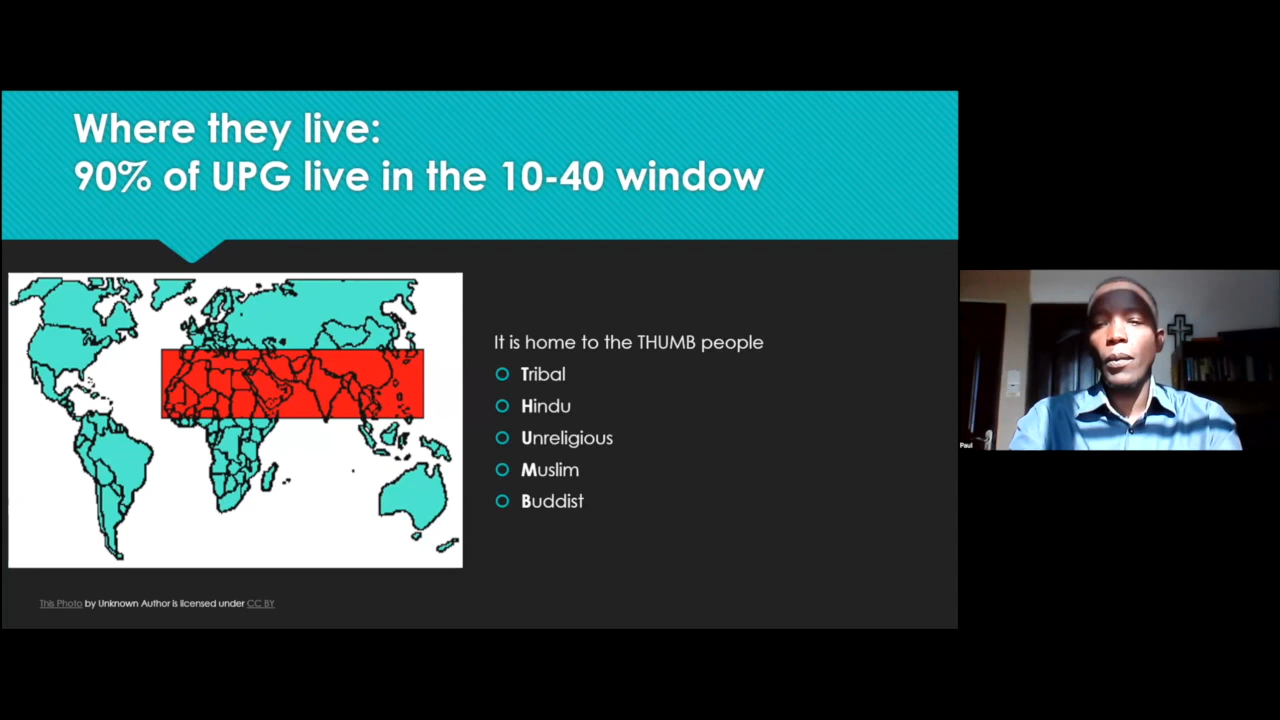 Where they live:
90% of UPG live in the 10-40 window
It is home to the THUMB people
Tribal
Hindu
Unreligious
Muslim
Buddist
This Photo by Unknown Author is licensed under CC BY
Paul